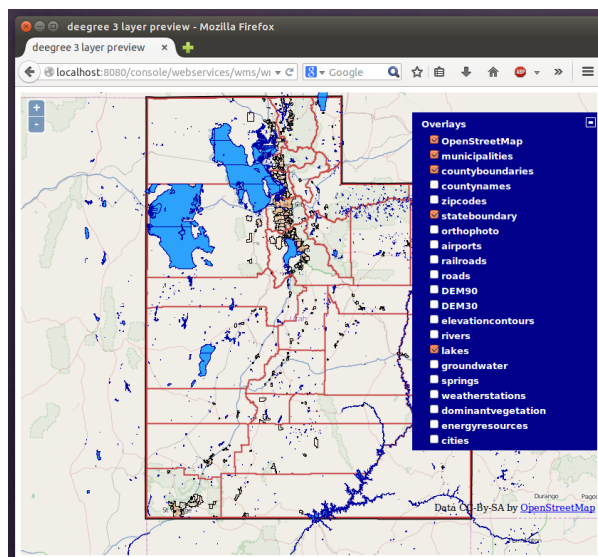 deegree 3 layer preview - Mozilla Firefox
deegree 3 layer preview
localhost:8080/console/webservices/wms/w
Google
+
-
Overlays
OpenStreetMap
municipalities
countyboundaries
countynames
zipcodes
stateboundary
orthophoto
airports
railroads
roads
DEM90
DEM30
elevationcontours
rivers
lakes
groundwater
springs
weatherstations
dominantvegetation
energyresources
cities
Durango
Data CC-By-SA by OpenStreetMap